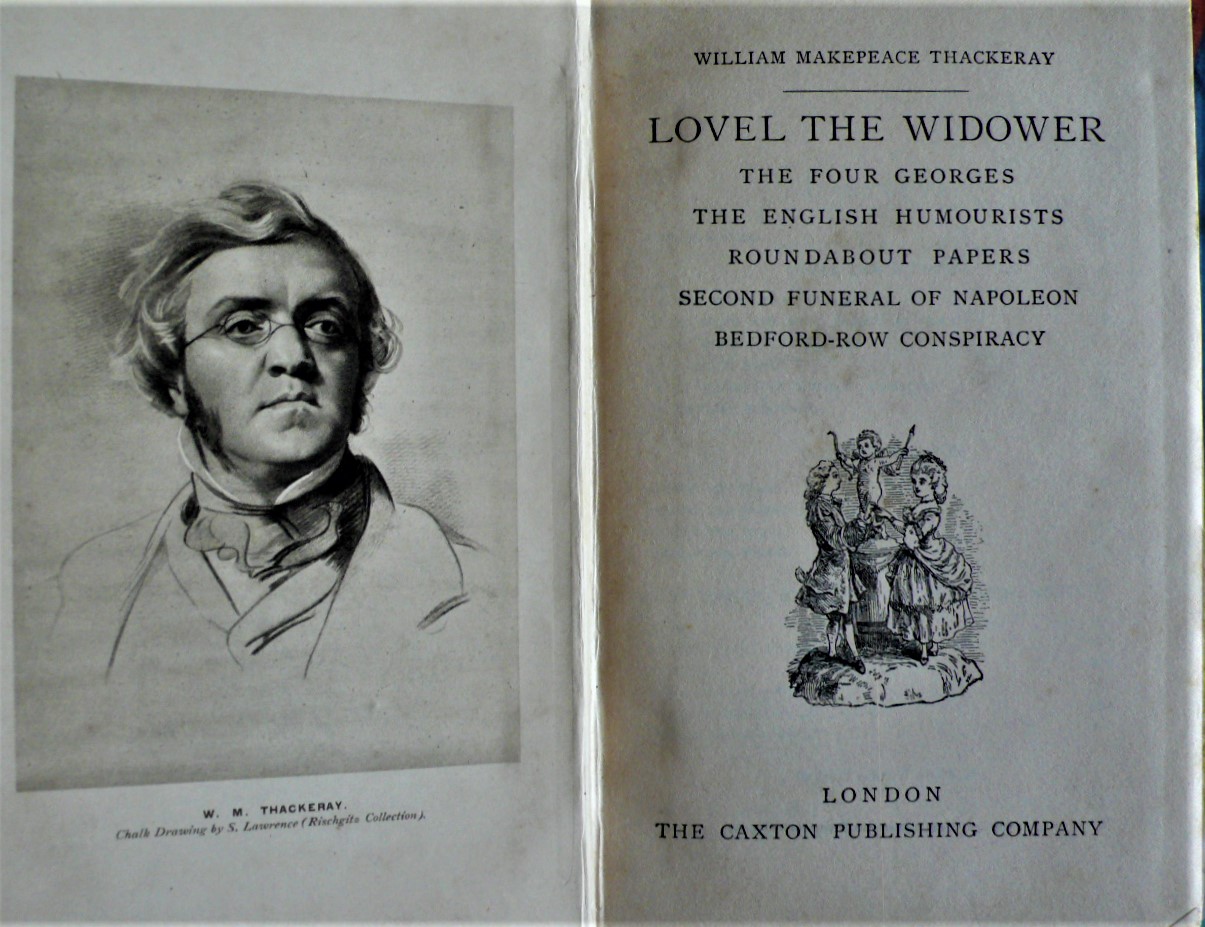 W. M. THACKERAY.
Chalk Drawing by S. Lawrence (Rischgitz Collection).
WILLIAM MAKEPEACE THACKERAY
LOVEL THE WIDOWER
THE FOUR GEORGES
THE ENGLISH HUMOURISTS
ROUNDABOUT PAPERS
SECOND FUNERAL OF NAPOLEON
BEDFORD-ROW CONSPIRACY
LONDON
THE CAXTON PUBLISHING COMPANY